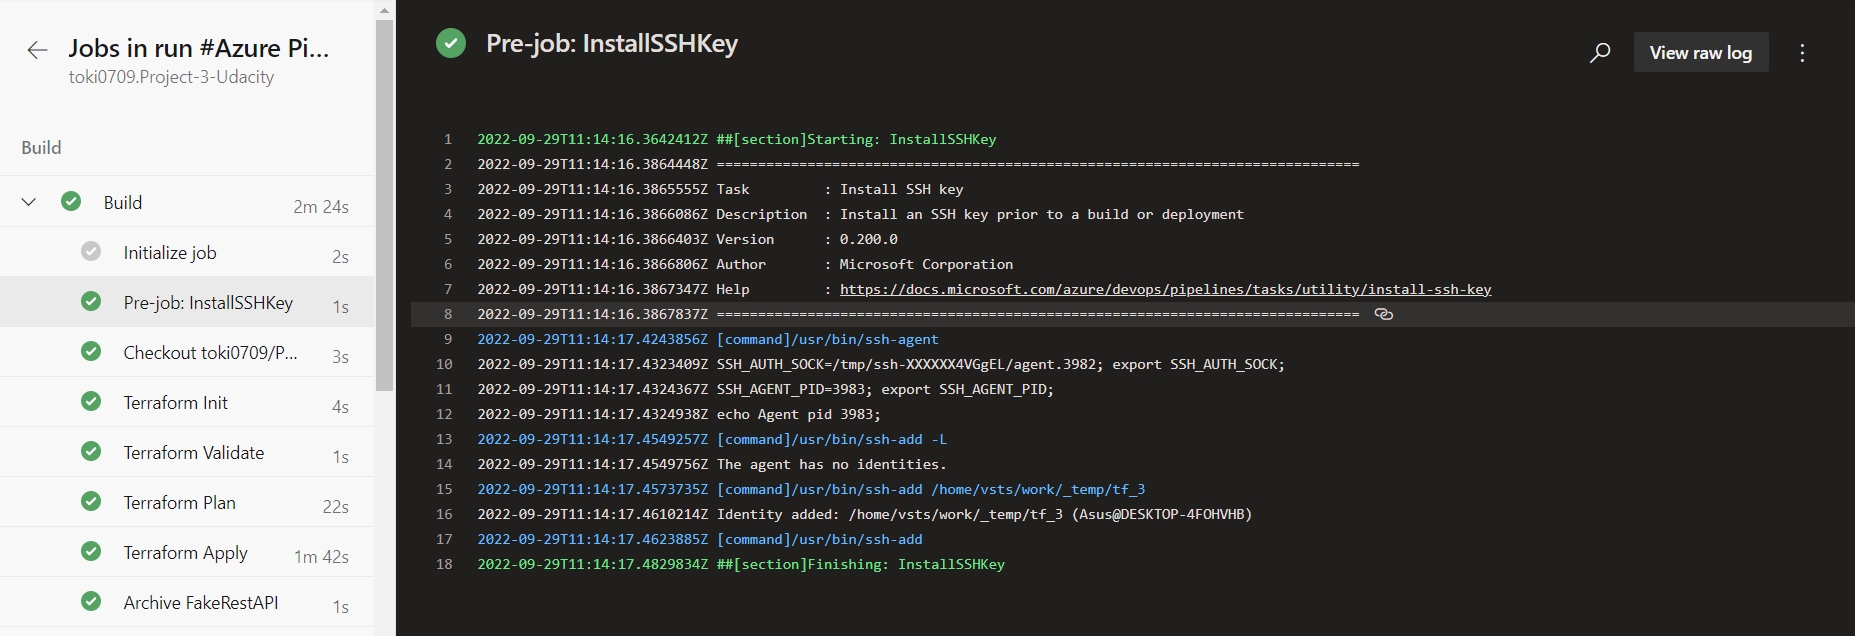 Jobs in run #Azure Pi...
toki0709.Project-3-Udacity
Build
Build 2m 24s
Initialize job 2s
Pre-job: InstallSSHKey 1s
Checkout toki0709/P... 3s
Terraform Init 4s
Terraform Validate 1s
Terraform Plan 22s
Terraform Apply 1m 42s
Archive FakeRestAPI 1s
Pre-job: InstallSSHKey
View raw log
1 2022-09-29T11:14:16.3642412Z ##[section]Starting: InstallSSHKey
2 2022-09-29T11:14:16.3864448Z ==============================================================================
3 2022-09-29T11:14:16.3865555Z Task : Install SSH key
4 2022-09-29T11:14:16.3866086Z Description : Install an SSH key prior to a build or deployment
5 2022-09-29T11:14:16.3866403Z Version : 0.200.0
6 2022-09-29T11:14:16.3866806Z Author : Microsoft Corporation
7 2022-09-29T11:14:16.3867347Z Help : https://docs.microsoft.com/azure/devops/pipelines/tasks/utility/install-ssh-key
8 2022-09-29T11:14:16.3867837Z ==============================================================================
9 2022-09-29T11:14:17.4243856Z [command]/usr/bin/ssh-agent
10 2022-09-29T11:14:17.4323409Z SSH_AUTH_SOCK=/tmp/ssh-XXXXXX4VGgEL/agent.3982; export SSH_AUTH_SOCK;
11 2022-09-29T11:14:17.4324367Z SSH_AGENT_PID=3983; export SSH_AGENT_PID;
12 2022-09-29T11:14:17.4324938Z echo Agent pid 3983;
13 2022-09-29T11:14:17.4549257Z [command]/usr/bin/ssh-add -L
14 2022-09-29T11:14:17.4549756Z The agent has no identities.
15 2022-09-29T11:14:17.4573735Z [command]/usr/bin/ssh-add /home/vsts/work/_temp/tf_3
16 2022-09-29T11:14:17.4610214Z Identity added: /home/vsts/work/_temp/tf_3 (Asus@DESKTOP-4FOHVHB)
17 2022-09-29T11:14:17.4623885Z [command]/usr/bin/ssh-add
18 2022-09-29T11:14:17.4829834Z ##[section]Finishing: InstallSSHKey